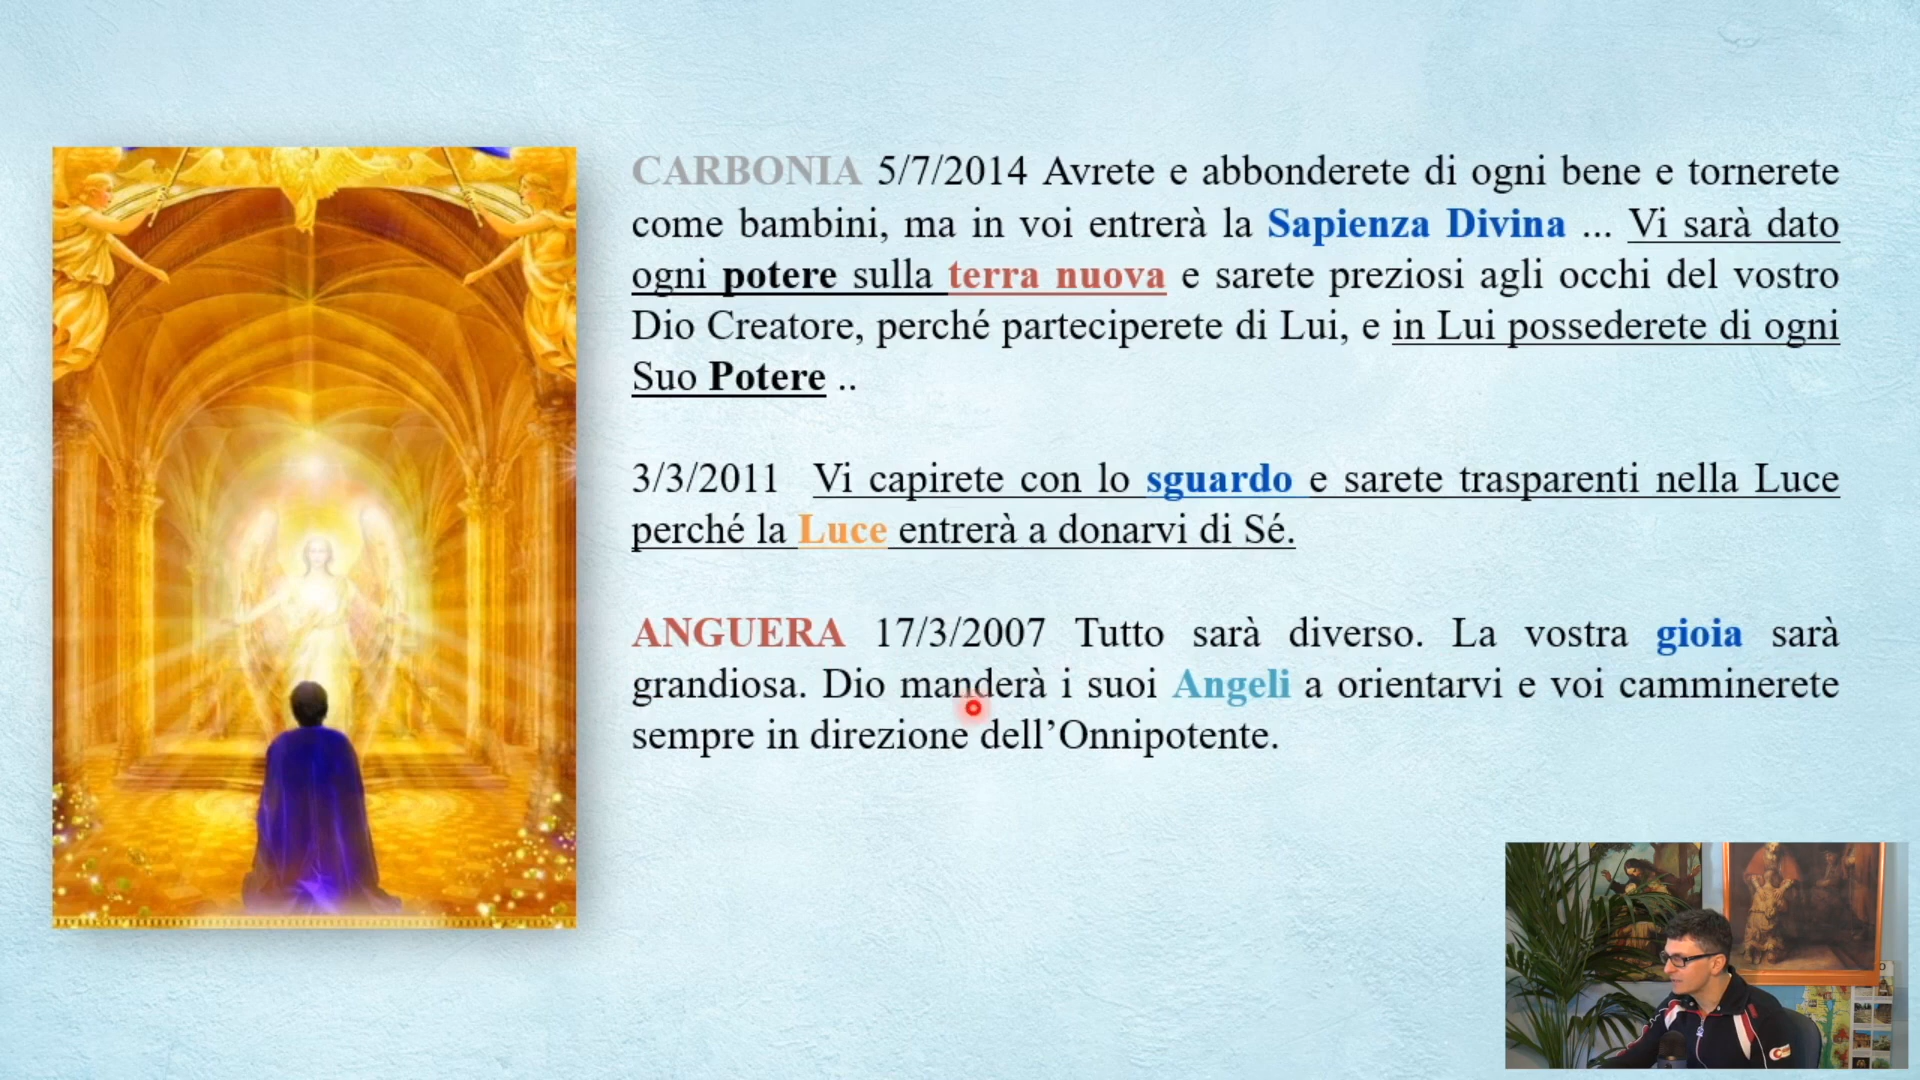 CARBONIA 5/7/2014 Avrete e abbonderete di ogni bene e tornerete
come bambini, ma in voi entrerà la Sapienza Divina ... Vi sarà dato
ogni potere sulla terra nuova e sarete preziosi agli occhi del vostro
Dio Creatore, perché parteciperete di Lui, e in Lui possederete di ogni
Suo Potere ..
3/3/2011 Vi capirete con lo sguardo e sarete trasparenti nella Luce
perché la Luce entrerà a donarvi di Sé.
ANGUERA 17/3/2007 Tutto sarà diverso. La vostra gioia sarà
grandiosa. Dio manderà i suoi Angeli a orientarvi e voi camminerete
sempre in direzione dell’Onnipotente.